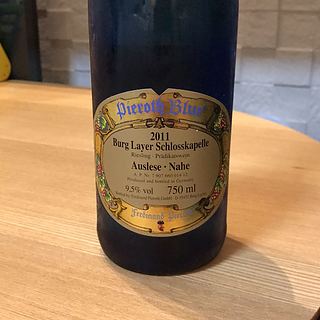 Pieroth Blue
2011
Burg Layer Schlosskapelle
Riesling - Prädikatswein
Auslese · Nahe
Produced and bottled in Germany
9,5% vol 750 ml
Ferdinand Pieroth